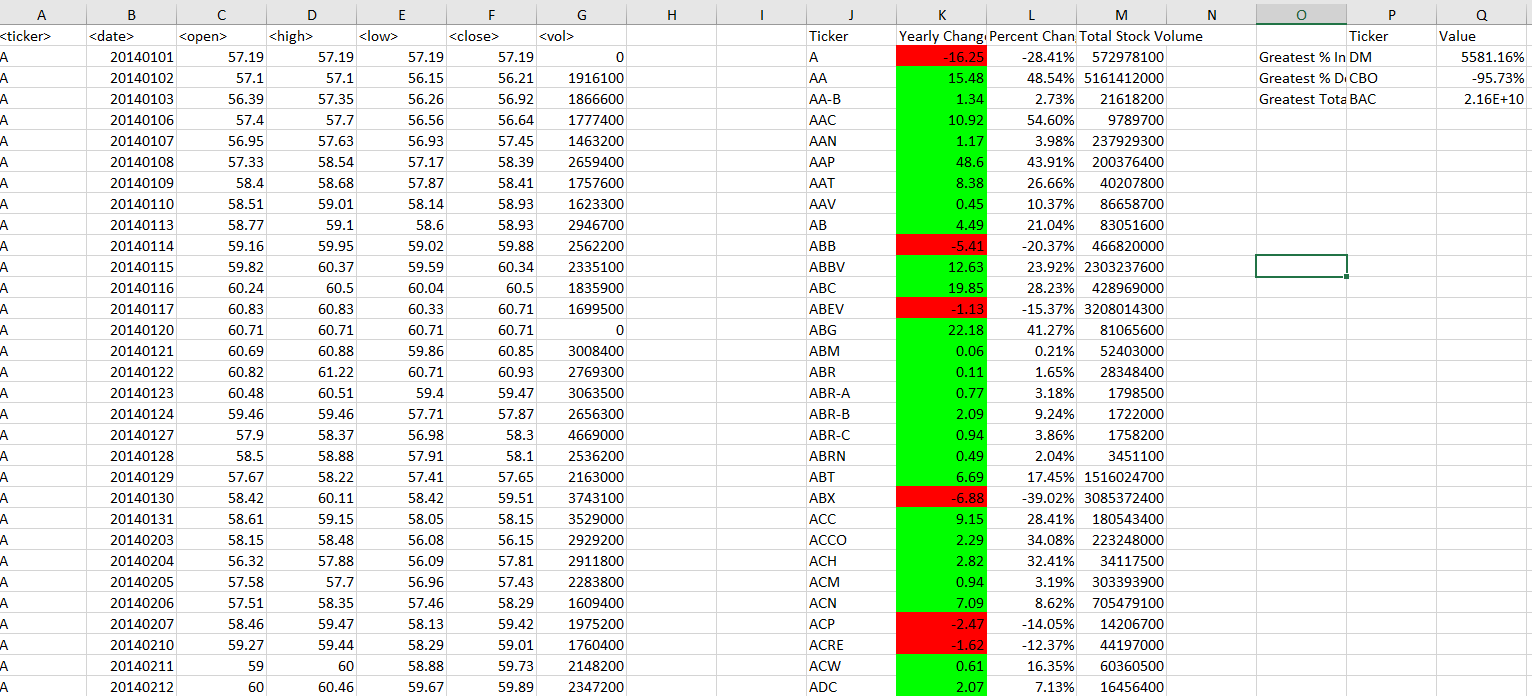 A B C D E F G H I J K L M N O P Q
<ticker> <date> <open> <high> <low> <close> <vol> Ticker Yearly Chang Percent Chan Total Stock Volume Ticker Value
A 20140101 57.19 57.19 57.19 57.19 0 A -16.25 -28.41% 572978100 Greatest % In DM 5581.16%
A 20140102 57.1 57.1 56.15 56.21 1916100 AA 15.48 48.54% 5161412000 Greatest % De CBO -95.73%
A 20140103 56.39 57.35 56.26 56.92 1866600 AA-B 1.34 2.73% 21618200 Greatest Tota BAC 2.16E+10
A 20140106 57.4 57.7 56.56 56.64 1777400 AAC 10.92 54.60% 9789700
A 20140107 56.95 57.63 56.93 57.45 1463200 AAN 1.17 3.98% 237929300
A 20140108 57.33 58.54 57.17 58.39 2659400 AAP 48.6 43.91% 200376400
A 20140109 58.4 58.68 57.87 58.41 1757600 AAT 8.38 26.66% 40207800
A 20140110 58.51 59.01 58.14 58.93 1623300 AAV 0.45 10.37% 86658700
A 20140113 58.77 59.1 58.6 58.93 2946700 AB 4.49 21.04% 83051600
A 20140114 59.16 59.95 59.02 59.88 2562200 ABB -5.41 -20.37% 466820000
A 20140115 59.82 60.37 59.59 60.34 2335100 ABBV 12.63 23.92% 2303237600
A 20140116 60.24 60.5 60.04 60.5 1835900 ABC 19.85 28.23% 428969000
A 20140117 60.83 60.83 60.33 60.71 1699500 ABEV -1.13 -15.37% 3208014300
A 20140120 60.71 60.71 60.71 60.71 0 ABG 22.18 41.27% 81065600
A 20140121 60.69 60.88 59.86 60.85 3008400 ABM 0.06 0.21% 52403000
A 20140122 60.82 61.22 60.71 60.93 2769300 ABR 0.11 1.65% 28348400
A 20140123 60.48 60.51 59.4 59.47 3063500 ABR-A 0.77 3.18% 1798500
A 20140124 59.46 59.46 57.71 57.87 2656300 ABR-B 2.09 9.24% 1722000
A 20140127 57.9 58.37 56.98 58.3 4669000 ABR-C 0.94 3.86% 1758200
A 20140128 58.5 58.88 57.91 58.1 2536200 ABRN 0.49 2.04% 3451100
A 20140129 57.67 58.22 57.41 57.65 2163000 ABT 6.69 17.45% 1516024700
A 20140130 58.42 60.11 58.42 59.51 3743100 ABX -6.88 -39.02% 3085372400
A 20140131 58.61 59.15 58.05 58.15 3529000 ACC 9.15 28.41% 180543400
A 20140203 58.15 58.48 56.08 56.15 2929200 ACCO 2.29 34.08% 223248000
A 20140204 56.32 57.88 56.09 57.81 2911800 ACH 2.82 32.41% 34117500
A 20140205 57.58 57.7 56.96 57.43 2283800 ACM 0.94 3.19% 303393900
A 20140206 57.51 58.35 57.46 58.29 1609400 ACN 7.09 8.62% 705479100
A 20140207 58.46 59.47 58.13 59.42 1975200 ACP -2.47 -14.05% 14206700
A 20140210 59.27 59.44 58.29 59.01 1760400 ACRE -1.62 -12.37% 44197000
A 20140211 59 60 58.88 59.73 2148200 ACW 0.61 16.35% 60360500
A 20140212 60 60.46 59.67 59.89 2347200 ADC 2.07 7.13% 16456400